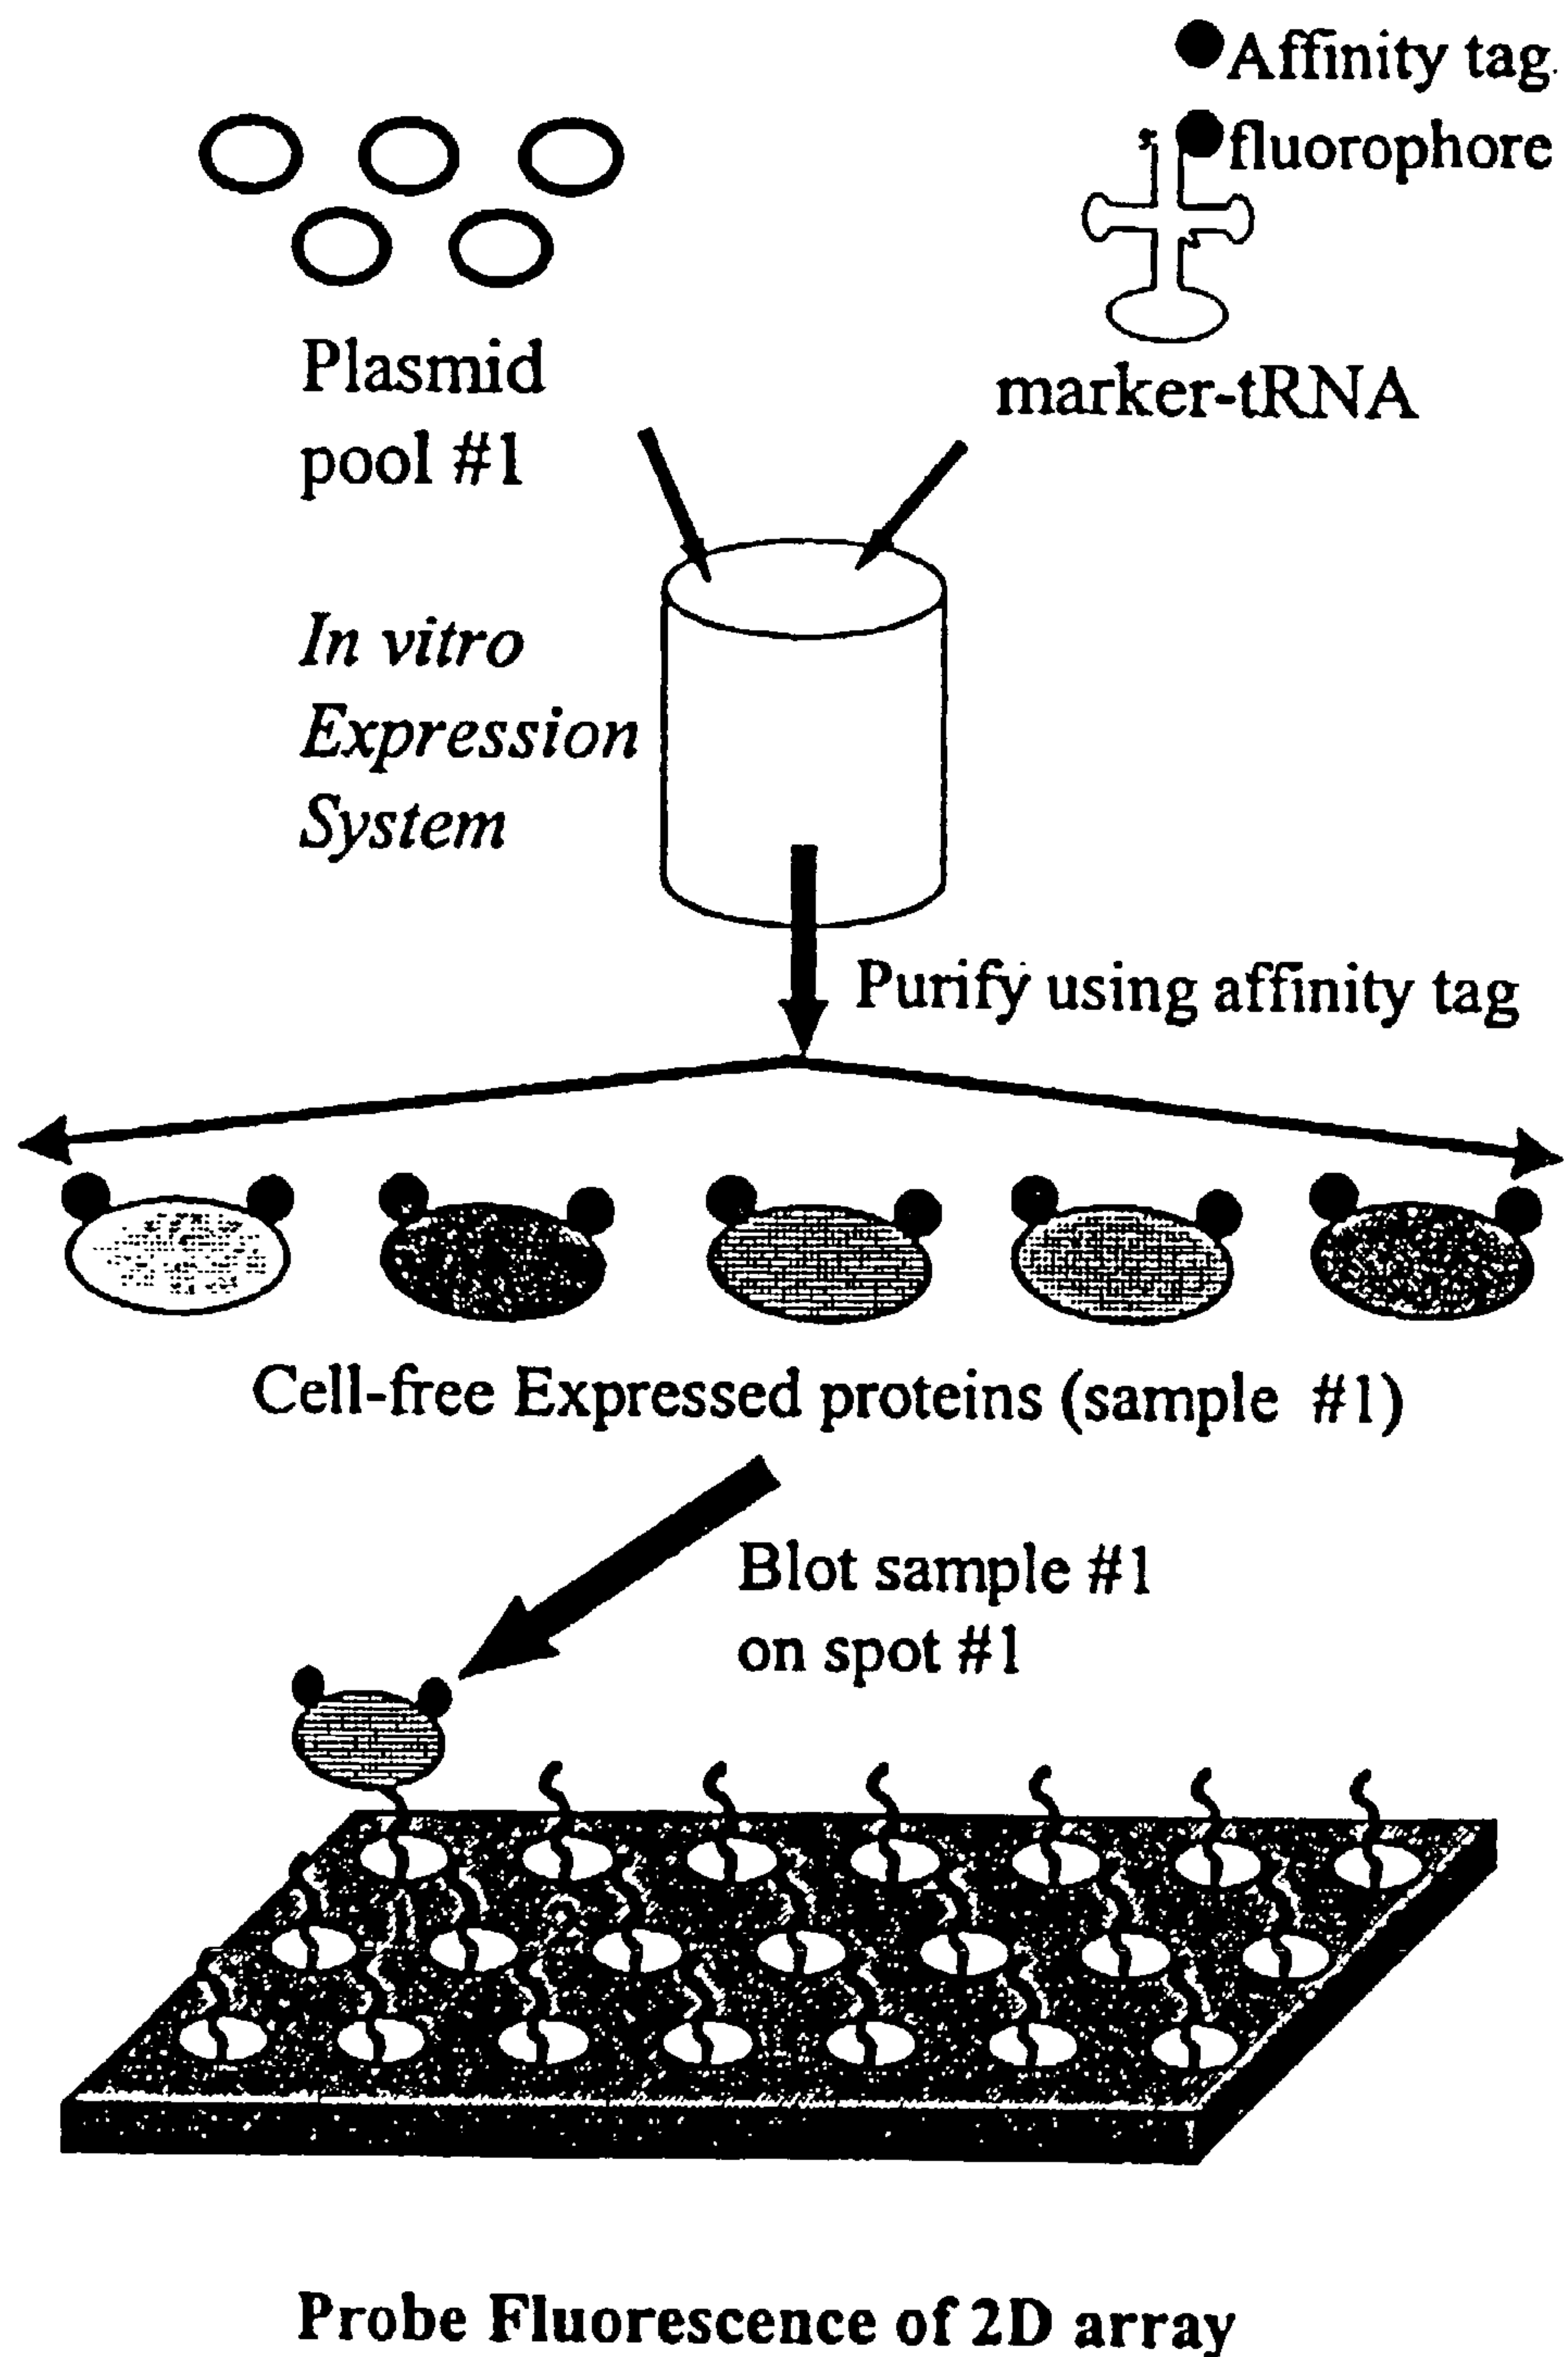 Affinity tag
fluorophore
Plasmid
pool #1
marker-tRNA
In vitro
Expression
System
Purify using affinity tag
Cell-free Expressed proteins (sample #1)
Blot sample #1
on spot #1
Probe Fluorescence of 2D array